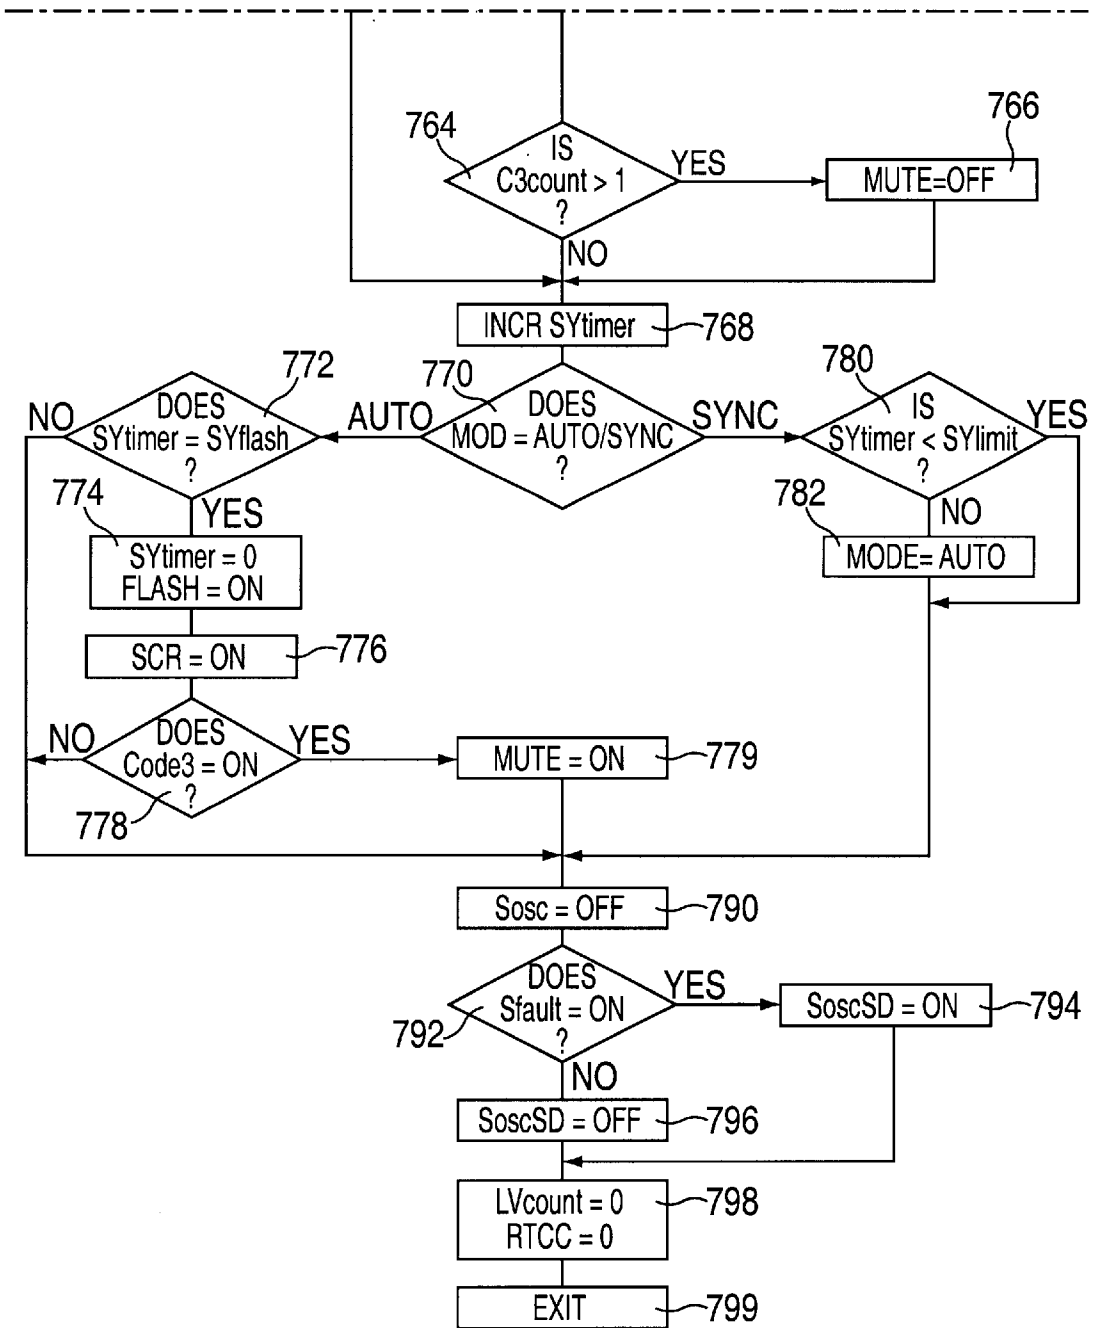 764
IS
C3count > 1
?
YES
766
MUTE=OFF
NO
INCR SYtimer
768
772
DOES
SYtimer = SYflash
?
NO
YES
AUTO
770
DOES
MOD = AUTO/SYNC
?
SYNC
780
IS
SYtimer < SYlimit
?
YES
NO
774
SYtimer = 0
FLASH = ON
782
MODE= AUTO
SCR = ON
776
NO
DOES
Code3 = ON
?
YES
778
MUTE = ON
779
Sosc = OFF
790
DOES
Sfault = ON
?
792
YES
SoscSD = ON
794
NO
SoscSD = OFF
796
LVcount = 0
RTCC = 0
798
EXIT
799